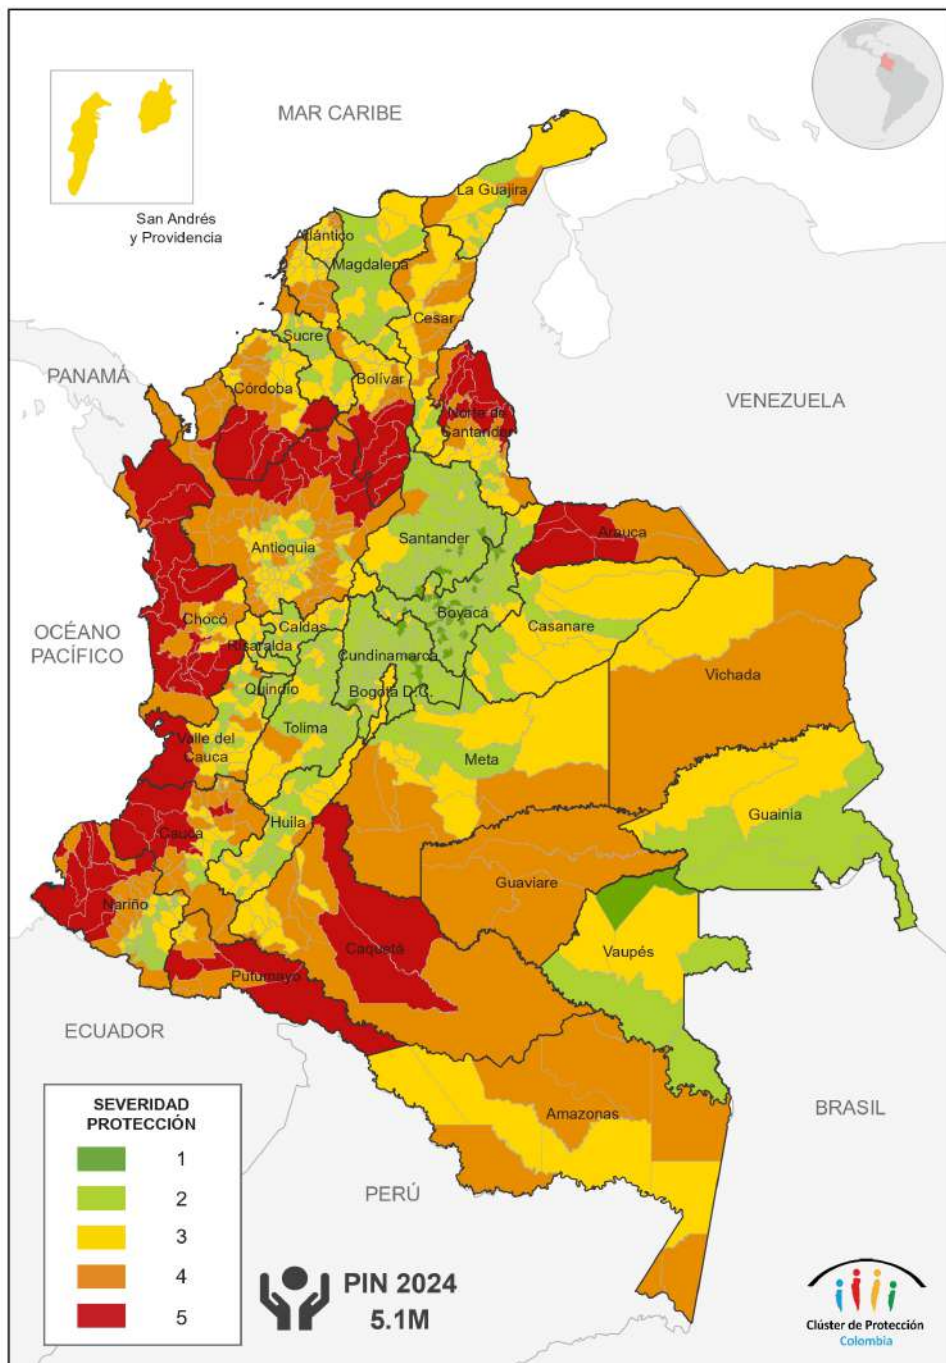 MAR CARIBE
San Andrés
y Providencia
La Guajira
Atlántico
Magdalena
Cesar
Sucre
PANAMÁ
Córdoba
Bolívar
VENEZUELA
Norte de
Santander
Arauca
Santander
Antioquia
Boyacá
Chocó
Caldas
Casanare
OCÉANO
PACÍFICO
Risaralda
Cundinamarca
Vichada
Quindío
Bogotá D.C.
Tolima
Valle del
Cauca
Meta
Guainía
Huila
Cauca
Guaviare
Nariño
Caquetá
Vaupés
Putumayo
ECUADOR
SEVERIDAD
PROTECCIÓN
1
2
3
4
5
Amazonas
BRASIL
PERÚ
PIN 2024
5.1M
Clúster de Protección
Colombia